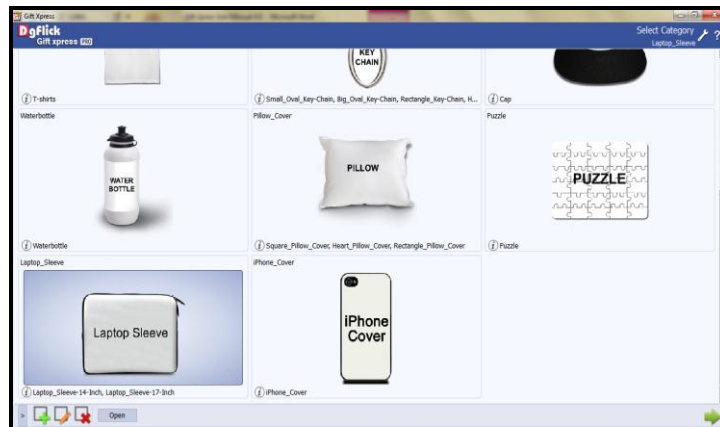 Gift Xpress
DgFlick
Gift xpress PRO
Select Category
Laptop_Sleeve
?
KEY
CHAIN
T-shirts
Small_Oval_Key-Chain, Big_Oval_Key-Chain, Rectangle_Key-Chain, H...
Cap
Waterbottle
Pillow_Cover
Puzzle
WATER
BOTTLE
PILLOW
PUZZLE
Waterbottle
Square_Pillow_Cover, Heart_Pillow_Cover, Rectangle_Pillow_Cover
Puzzle
Laptop_Sleeve
iPhone_Cover
Laptop Sleeve
iPhone
Cover
Laptop_Sleeve-14-Inch, Laptop_Sleeve-17-Inch
iPhone_Cover
Open